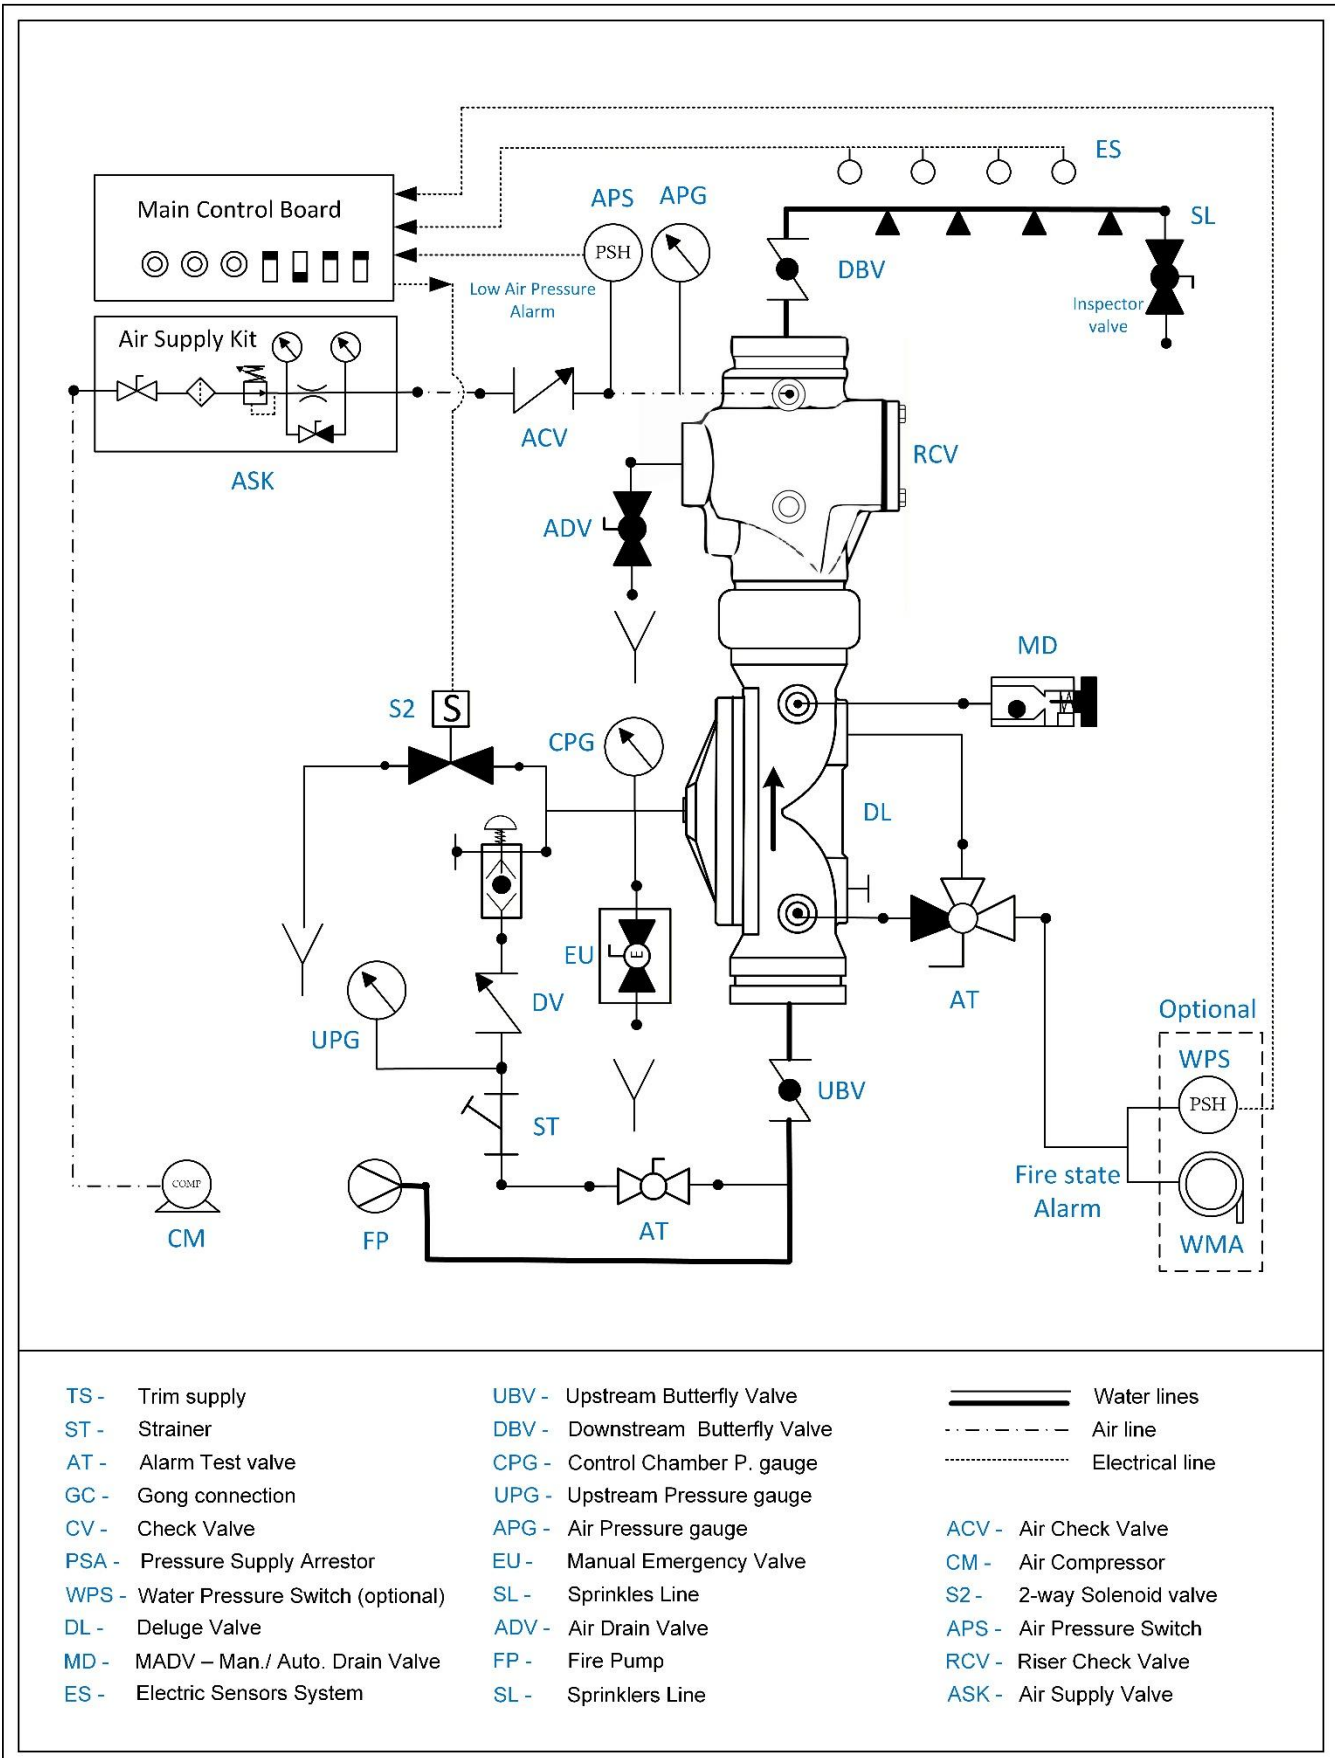 ES
Main Control Board
APS
APG
SL
PSH
DBV
Low Air Pressure
Alarm
Inspector
valve
Air Supply Kit
ACV
RCV
ASK
ADV
MD
S2
S
CPG
DL
EU
E
DV
AT
UPG
Optional
WPS
PSH
UBV
ST
Fire state
Alarm
COMP
CM
FP
AT
WMA
TS - Trim supply
ST - Strainer
AT - Alarm Test valve
GC - Gong connection
CV - Check Valve
PSA - Pressure Supply Arrestor
WPS - Water Pressure Switch (optional)
DL - Deluge Valve
MD - MADV – Man./ Auto. Drain Valve
ES - Electric Sensors System
UBV - Upstream Butterfly Valve
DBV - Downstream Butterfly Valve
CPG - Control Chamber P. gauge
UPG - Upstream Pressure gauge
APG - Air Pressure gauge
EU - Manual Emergency Valve
SL - Sprinkles Line
ADV - Air Drain Valve
FP - Fire Pump
SL - Sprinklers Line
Water lines
Air line
Electrical line
ACV - Air Check Valve
CM - Air Compressor
S2 - 2-way Solenoid valve
APS - Air Pressure Switch
RCV - Riser Check Valve
ASK - Air Supply Valve